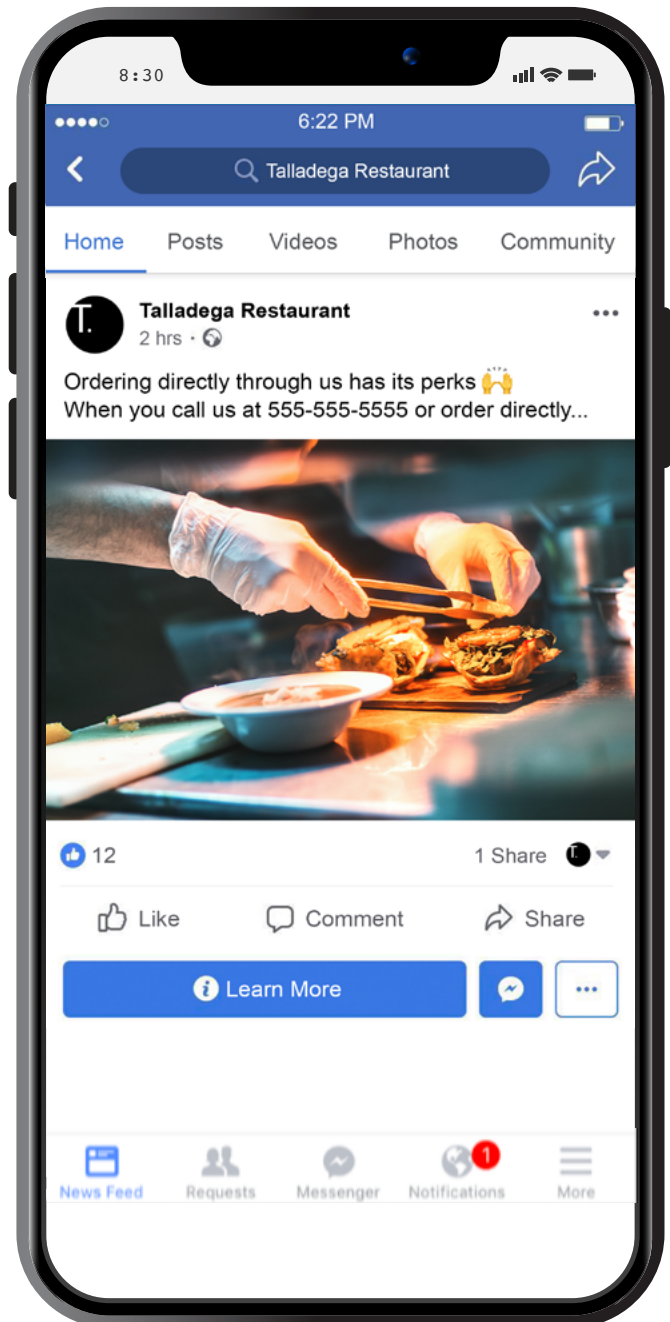 8:30
6:22 PM
Talladega Restaurant
Home Posts Videos Photos Community
T.
Talladega Restaurant
2 hrs ·
Ordering directly through us has its perks 🙌
When you call us at 555-555-5555 or order directly...
12 1 Share T.
Like Comment Share
i Learn More
1
News Feed Requests Messenger Notifications More